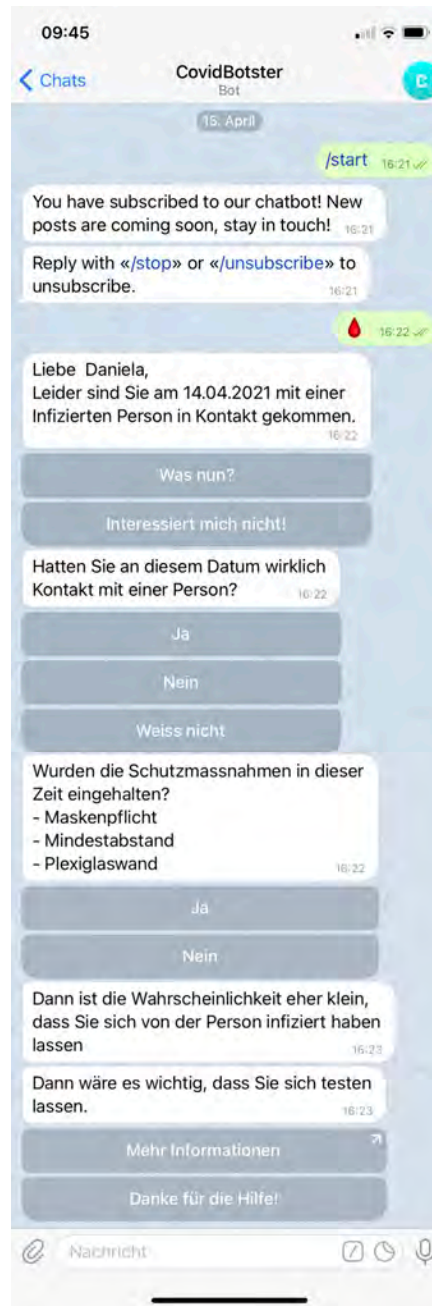 09:45
Chats
CovidBotster
Bot
C
15. April
/start 16:21
You have subscribed to our chatbot! New
posts are coming soon, stay in touch! 16:21
Reply with «/stop» or «/unsubscribe» to
unsubscribe. 16:21
16:22
Liebe Daniela,
Leider sind Sie am 14.04.2021 mit einer
Infizierten Person in Kontakt gekommen.
16:22
Was nun?
Interessiert mich nicht!
Hatten Sie an diesem Datum wirklich
Kontakt mit einer Person? 16:22
Ja
Nein
Weiss nicht
Wurden die Schutzmassnahmen in dieser
Zeit eingehalten?
- Maskenpflicht
- Mindestabstand
- Plexiglaswand 16:22
Ja
Nein
Dann ist die Wahrscheinlichkeit eher klein,
dass Sie sich von der Person infiziert haben
lassen 16:23
Dann wäre es wichtig, dass Sie sich testen
lassen. 16:23
Mehr Informationen
Danke für die Hilfe!
Nachricht